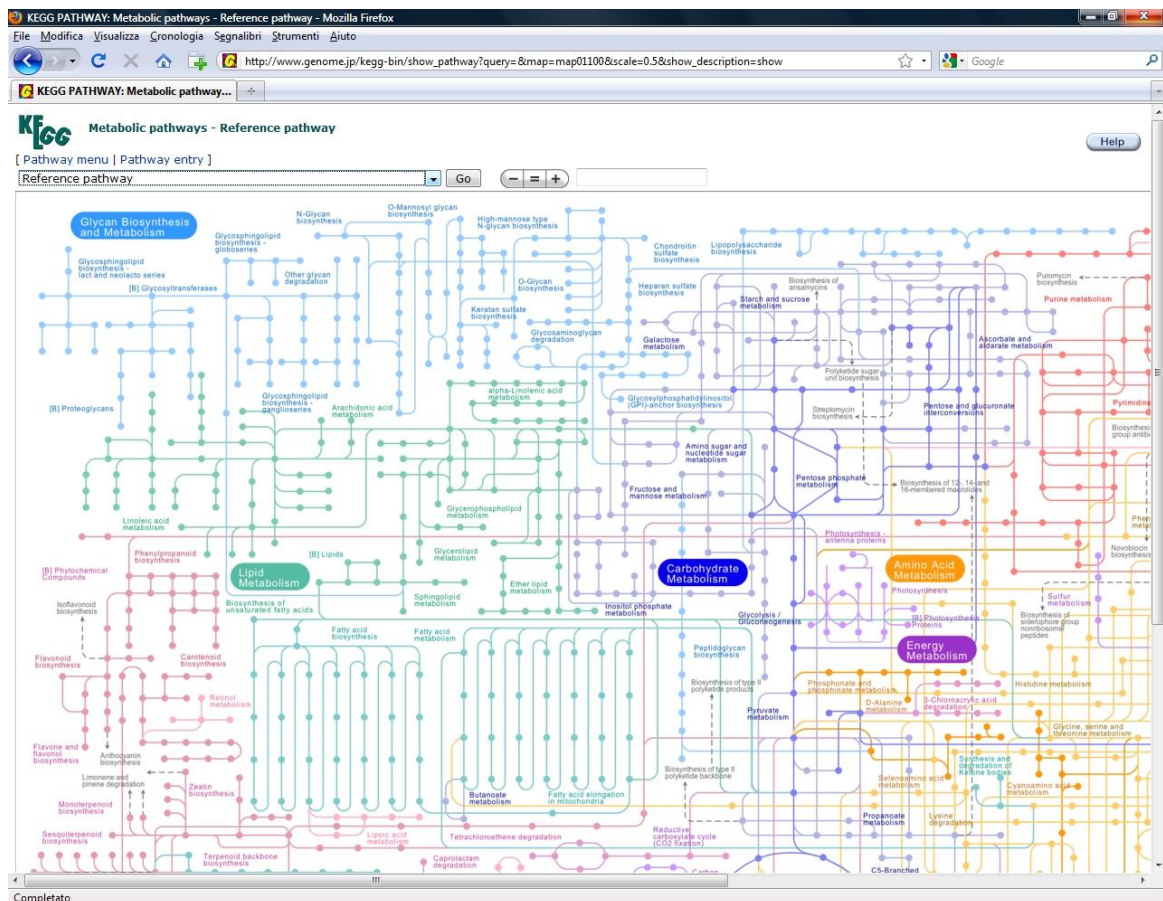 KEGG PATHWAY: Metabolic pathways - Reference pathway - Mozilla Firefox
File Modifica Visualizza Cronologia Segnalibri Strumenti Aiuto
http://www.genome.jp/kegg-bin/show_pathway?query=&map=map01100&scale=0.5&show_description=show
Google
KEGG PATHWAY: Metabolic pathway...
KEGG
Metabolic pathways - Reference pathway
Help
[ Pathway menu | Pathway entry ]
Reference pathway
Go
- = +
Glycan Biosynthesis
and Metabolism
N-Glycan
biosynthesis
O-Mannosyl glycan
biosynthesis
High-mannose type
N-glycan biosynthesis
Glycosphingolipid
biosynthesis -
globoseries
Chondroitin
sulfate
biosynthesis
Lipopolysaccharide
biosynthesis
Glycosphingolipid
biosynthesis -
lact and neolacto series
Other glycan
degradation
O-Glycan
biosynthesis
Heparan sulfate
biosynthesis
Biosynthesis of
ansamycins
Puromycin
biosynthesis
[B] Glycosyltransferases
Starch and sucrose
metabolism
Purine metabolism
Keratan sulfate
biosynthesis
Glycosaminoglycan
degradation
Galactose
metabolism
Ascorbate and
aldarate metabolism
Polyketide sugar
unit biosynthesis
[B] Proteoglycans
Glycosphingolipid
biosynthesis -
ganglioseries
Arachidonic acid
metabolism
alpha-Linolenic acid
metabolism
Glycosylphosphatidylinositol
(GPI)-anchor biosynthesis
Streptomycin
biosynthesis
Pentose and glucuronate
interconversions
Pyrimidine
Biosynthesis
group antibi
Amino sugar and
nucleotide sugar
metabolism
Pentose phosphate
metabolism
Biosynthesis of 12-, 14- and
16-membered macrolides
Fructose and
mannose metabolism
Linoleic acid
metabolism
Glycerophospholipid
metabolism
Phen
metab
Photosynthesis -
antenna proteins
Novobiocin
biosynthesis
Phenylpropanoid
biosynthesis
[B] Lipids
Glycerolipid
metabolism
[B] Phytochemical
Compounds
Lipid
Metabolism
Carbohydrate
Metabolism
Amino Acid
Metabolism
Ether lipid
metabolism
Photosynthesis
Sulfur
metabolism
Isoflavonoid
biosynthesis
Biosynthesis of
unsaturated fatty acids
Sphingolipid
metabolism
Inositol phosphate
metabolism
Glycolysis /
Gluconeogenesis
[B] Photosynthesis
Proteins
Biosynthesis of
siderophore group
nonribosomal
peptides
Fatty acid
biosynthesis
Fatty acid
metabolism
Energy
Metabolism
Peptidoglycan
biosynthesis
Flavonoid
biosynthesis
Carotenoid
biosynthesis
Biosynthesis of type II
polyketide products
Phosphonate and
phosphinate metabolism
Histidine metabolism
Retinol
metabolism
D-Alanine
metabolism
3-Chloroacrylic acid
degradation
Pyruvate
metabolism
Glycine, serine and
threonine metabolism
Flavone and
flavonol
biosynthesis
Anthocyanin
biosynthesis
Biosynthesis of type II
polyketide backbone
Synthesis and
degradation of
Ketone bodies
Limonene and
pinene degradation
Zeatin
biosynthesis
Selenoamino acid
metabolism
Cyanoamino acid
metabolism
Butanoate
metabolism
Fatty acid elongation
in mitochondria
Monoterpenoid
biosynthesis
Propanoate
metabolism
Lysine
degradation
Sesquiterpenoid
biosynthesis
Lipoic acid
metabolism
Tetrachloroethene degradation
Reductive
carboxylate cycle
(CO2 fixation)
Terpenoid backbone
biosynthesis
Caprolactam
degradation
Carbon
C5-Branched
Completato